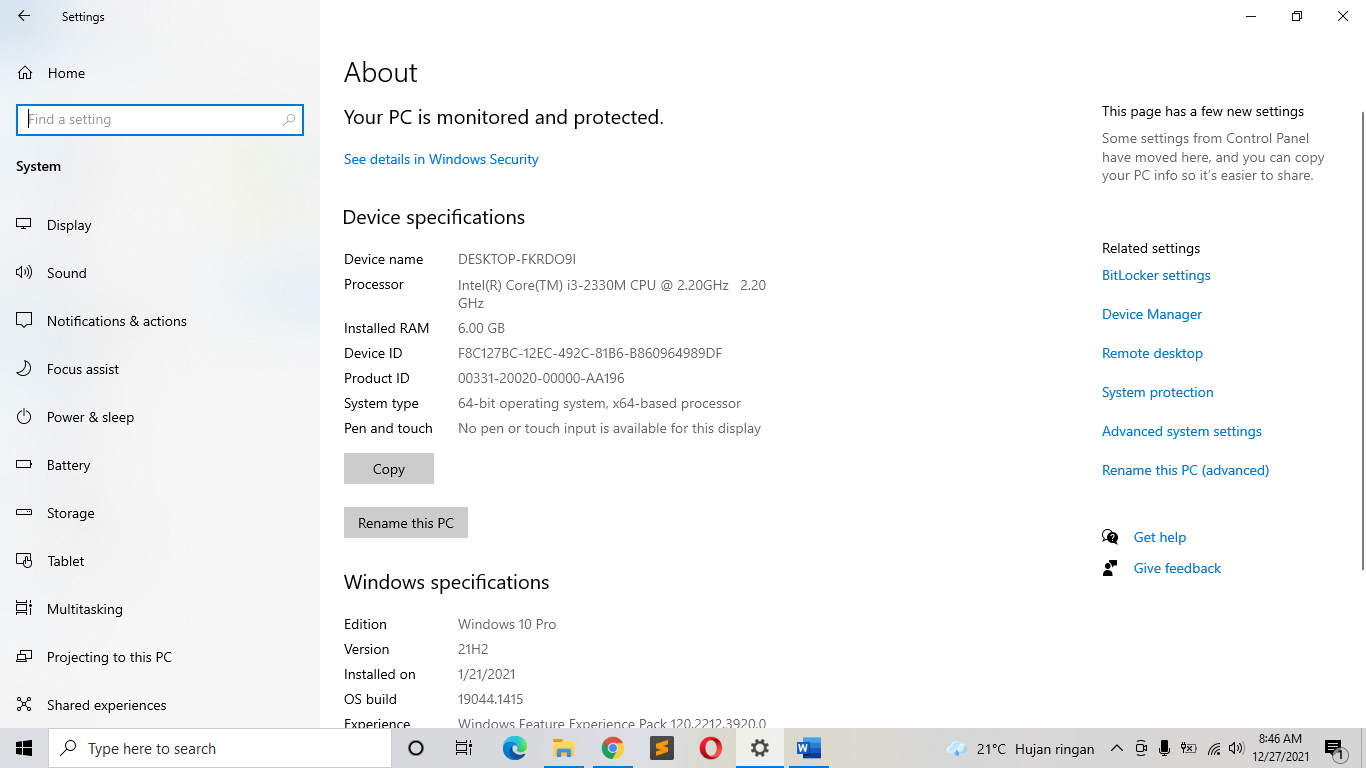 Settings
Home
Find a setting
System
Display
Sound
Notifications & actions
Focus assist
Power & sleep
Battery
Storage
Tablet
Multitasking
Projecting to this PC
Shared experiences
About
Your PC is monitored and protected.
See details in Windows Security
Device specifications
Device name DESKTOP-FKRDO9I
Processor Intel(R) Core(TM) i3-2330M CPU @ 2.20GHz 2.20
GHz
Installed RAM 6.00 GB
Device ID F8C127BC-12EC-492C-81B6-B860964989DF
Product ID 00331-20020-00000-AA196
System type 64-bit operating system, x64-based processor
Pen and touch No pen or touch input is available for this display
Copy
Rename this PC
Windows specifications
Edition Windows 10 Pro
Version 21H2
Installed on 1/21/2021
OS build 19044.1415
Experience Windows Feature Experience Pack 120.2212.3920.0
This page has a few new settings
Some settings from Control Panel
have moved here, and you can copy
your PC info so it's easier to share.
Related settings
BitLocker settings
Device Manager
Remote desktop
System protection
Advanced system settings
Rename this PC (advanced)
Get help
Give feedback
Type here to search
21°C Hujan ringan
8:46 AM
12/27/2021
1